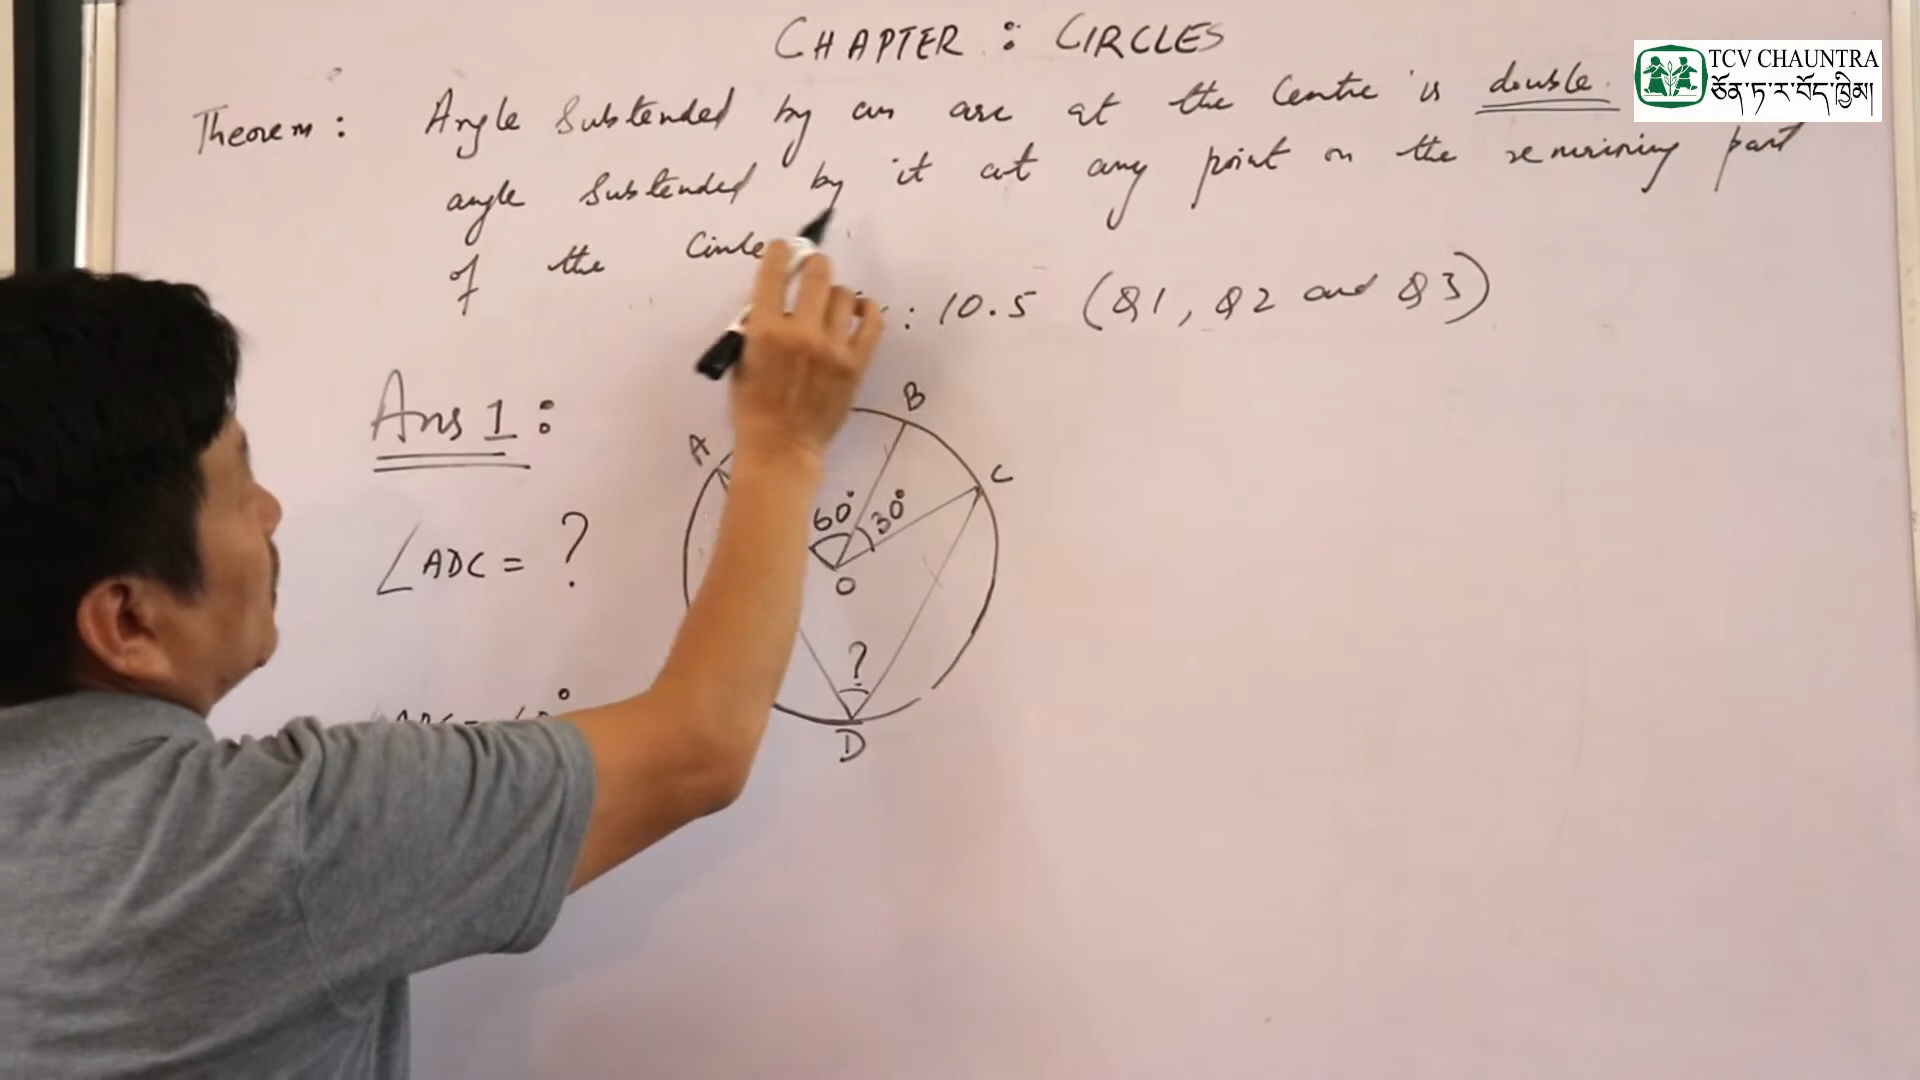 CHAPTER : CIRCLES
TCV CHAUNTRA
ཆོན་ཏ་ར་བོད་ཁྱིམ།
Theorem : Angle Subtended by an arc at the Centre is double
angle Subtended by it at any point on the remaining part
of the Circle
: 10.5 (Q1, Q2 and Q3)
Ans 1 :
∠ADC = ?
A
B
C
60°
30°
O
?
D